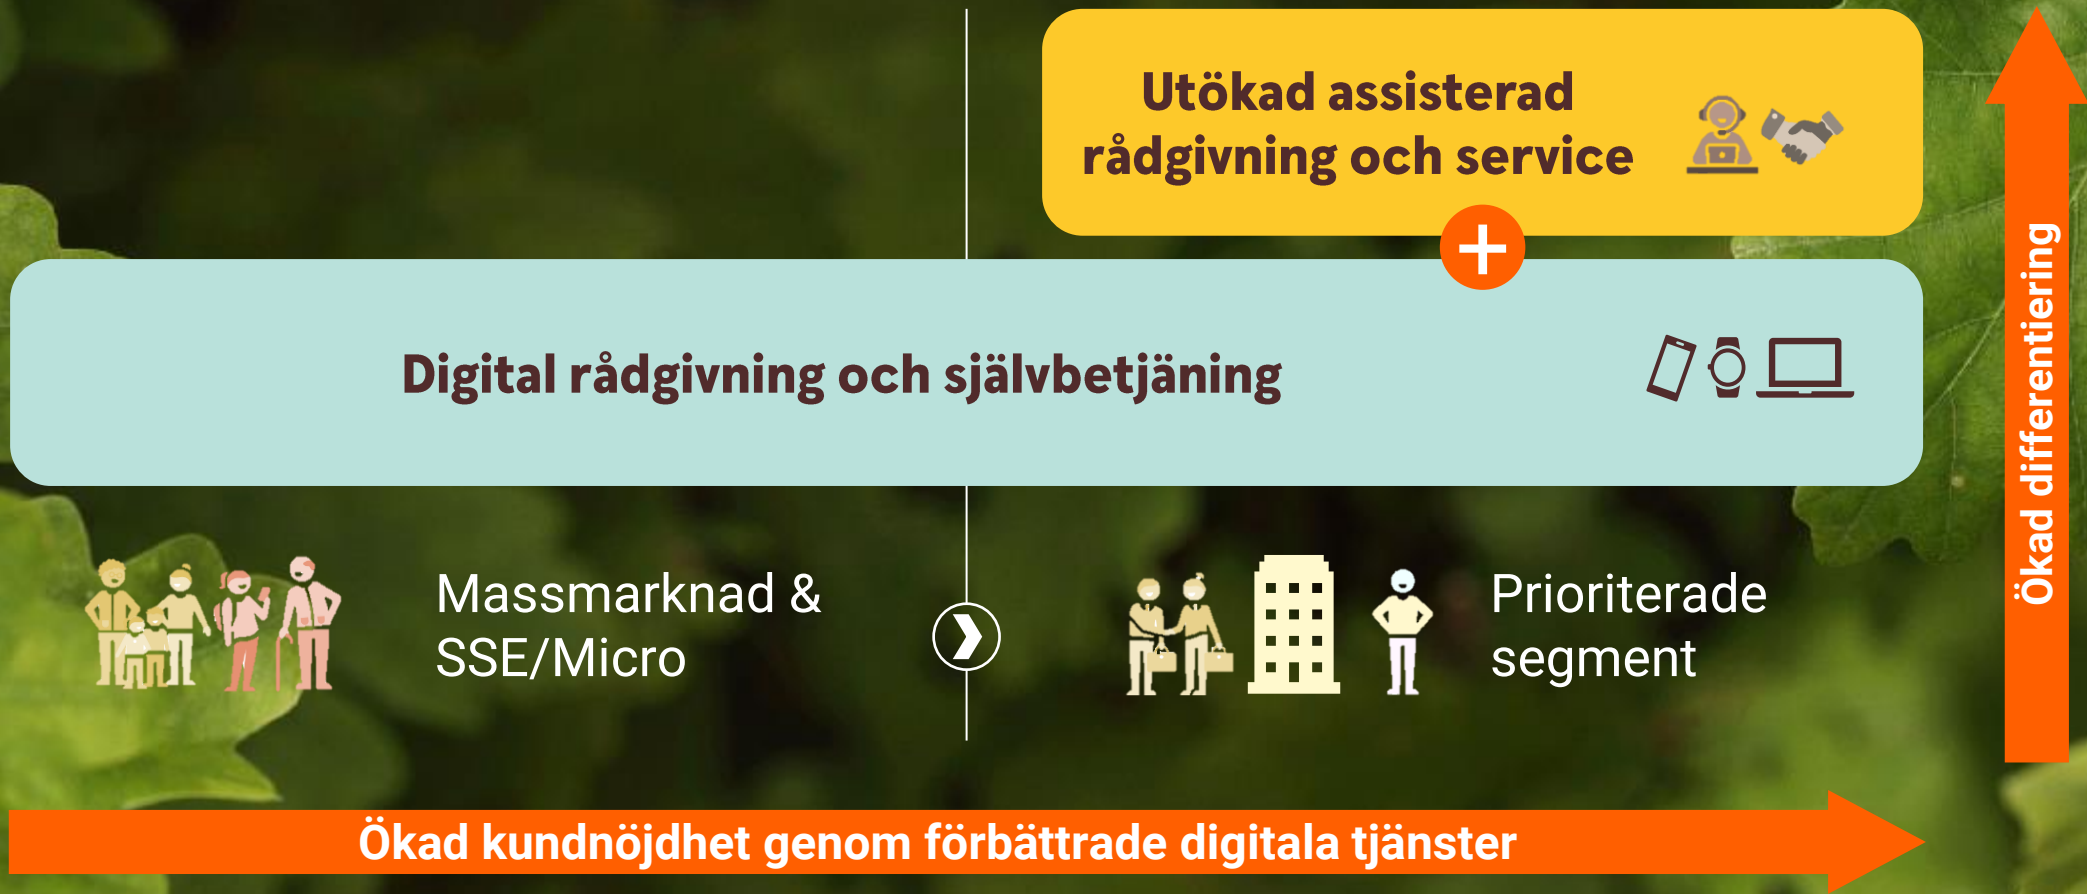 Utökad assisterad
rådgivning och service
Digital rådgivning och självbetjäning
Massmarknad &
SSE/Micro
Prioriterade
segment
Ökad differentiering
Ökad kundnöjdhet genom förbättrade digitala tjänster